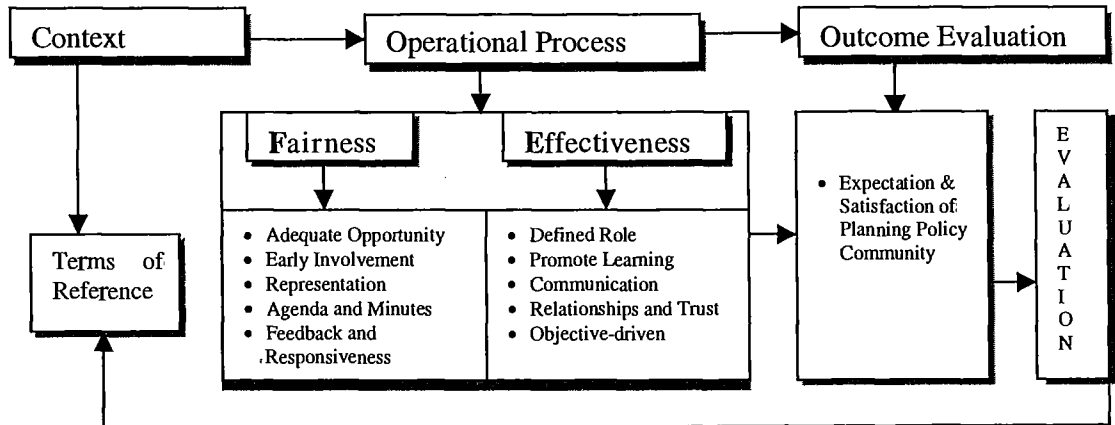 Context
Operational Process
Outcome Evaluation
Fairness
Effectiveness
Terms of
Reference
• Adequate Opportunity
• Early Involvement
• Representation
• Agenda and Minutes
• Feedback and
Responsiveness
• Defined Role
• Promote Learning
• Communication
• Relationships and Trust
• Objective-driven
• Expectation &
Satisfaction of
Planning Policy
Community
E
V
A
L
U
A
T
I
O
N